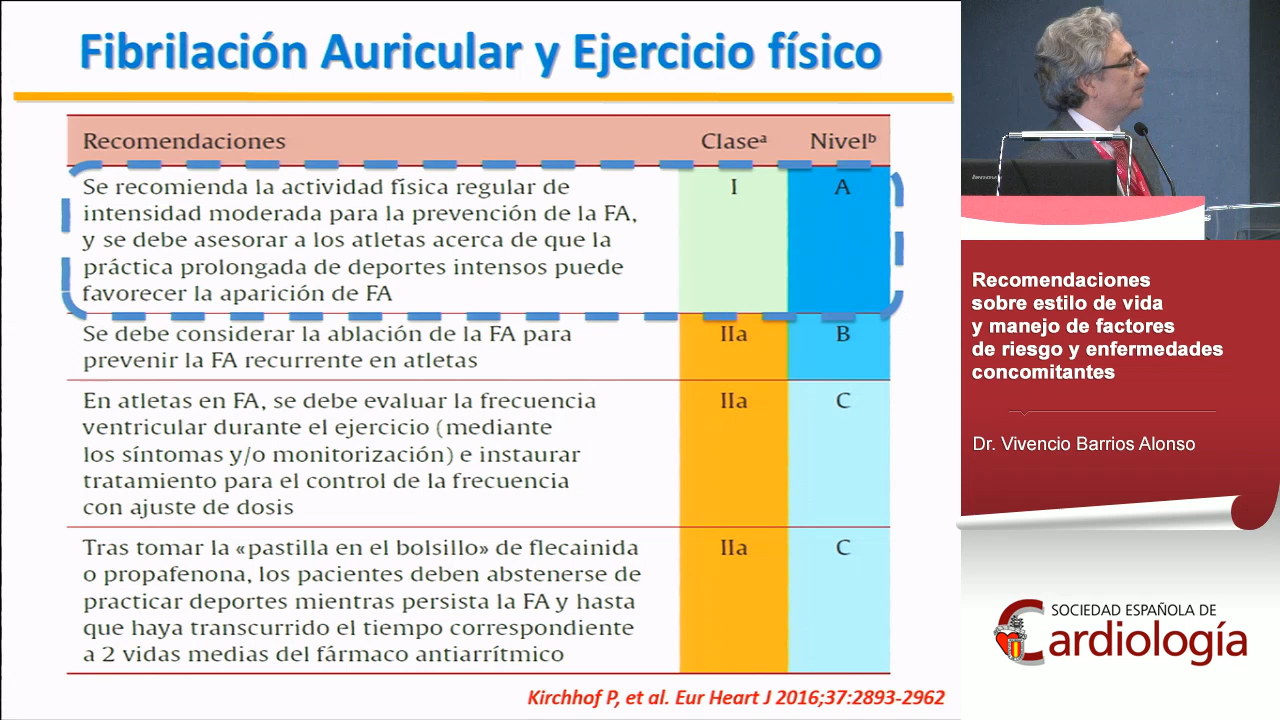 Fibrilación Auricular y Ejercicio físico
Recomendaciones Claseᵃ Nivelᵇ
Se recomienda la actividad física regular de
intensidad moderada para la prevención de la FA,
y se debe asesorar a los atletas acerca de que la
práctica prolongada de deportes intensos puede
favorecer la aparición de FA
I A
Se debe considerar la ablación de la FA para
prevenir la FA recurrente en atletas
IIa B
En atletas en FA, se debe evaluar la frecuencia
ventricular durante el ejercicio (mediante
los síntomas y/o monitorización) e instaurar
tratamiento para el control de la frecuencia
con ajuste de dosis
IIa C
Tras tomar la «pastilla en el bolsillo» de flecainida
o propafenona, los pacientes deben abstenerse de
practicar deportes mientras persista la FA y hasta
que haya transcurrido el tiempo correspondiente
a 2 vidas medias del fármaco antiarrítmico
IIa C
Kirchhof P, et al. Eur Heart J 2016;37:2893-2962
Recomendaciones
sobre estilo de vida
y manejo de factores
de riesgo y enfermedades
concomitantes
Dr. Vivencio Barrios Alonso
SOCIEDAD ESPAÑOLA DE
Cardiología